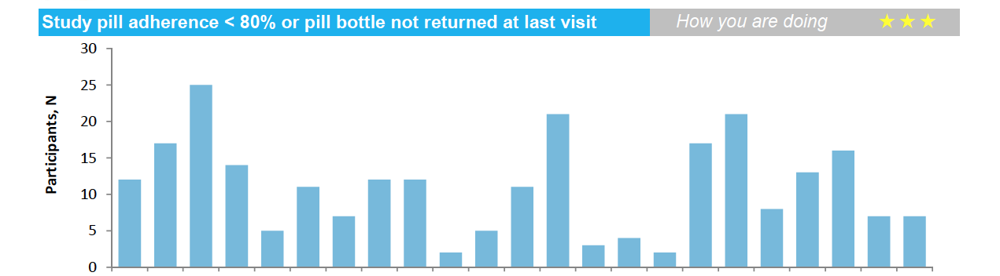 Study pill adherence < 80% or pill bottle not returned at last visit
How you are doing ★★★
30
25
20
15
10
5
0
Participants, N